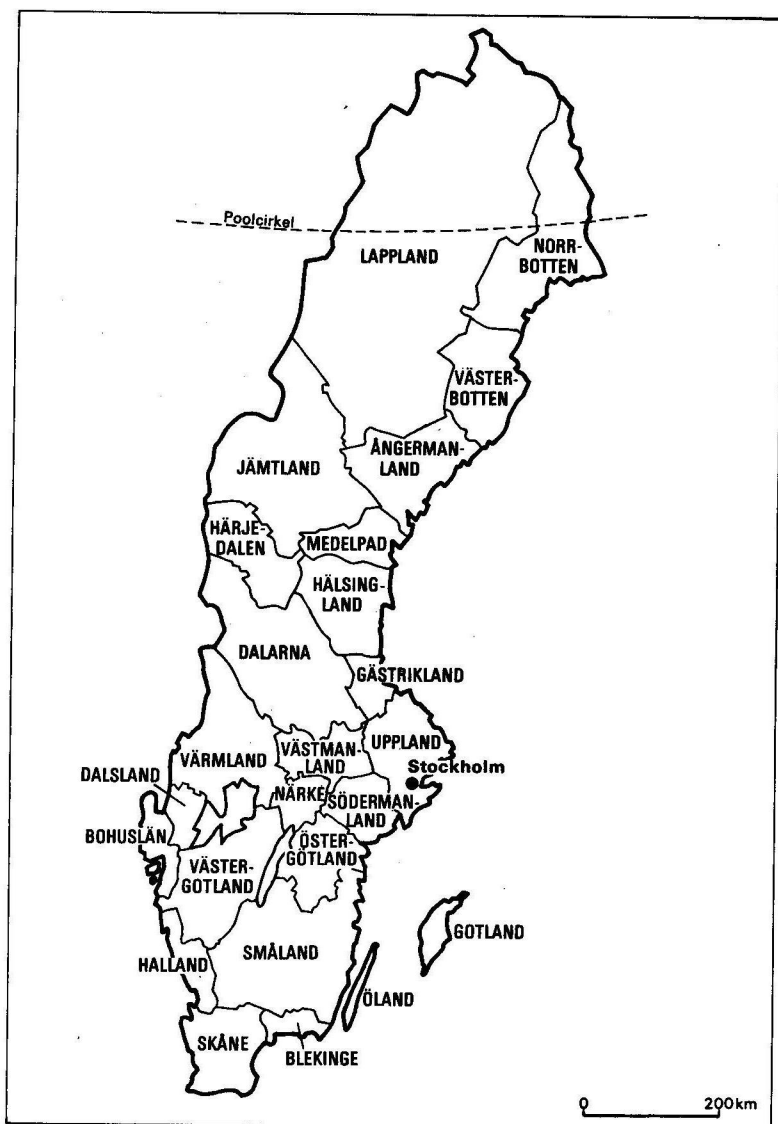 Poolcirkel
LAPPLAND
NORR-
BOTTEN
VÄSTER-
BOTTEN
ÅNGERMAN-
LAND
JÄMTLAND
HÄRJE-
DALEN
MEDELPAD
HÄLSING-
LAND
DALARNA
GÄSTRIKLAND
UPPLAND
VÄSTMAN-
LAND
VÄRMLAND
Stockholm
DALSLAND
NÄRKE
SÖDERMAN-
LAND
BOHUSLÄN
ÖSTER-
GÖTLAND
VÄSTER-
GOTLAND
GOTLAND
SMÅLAND
HALLAND
ÖLAND
SKÅNE
BLEKINGE
0 200km